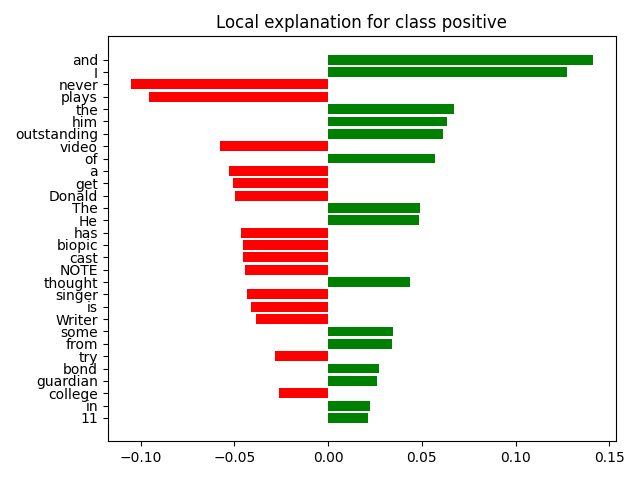 Local explanation for class positive
and
I
never
plays
the
him
outstanding
video
of
a
get
Donald
The
He
has
biopic
cast
NOTE
thought
singer
is
Writer
some
from
try
bond
guardian
college
in
11
−0.10 −0.05 0.00 0.05 0.10 0.15